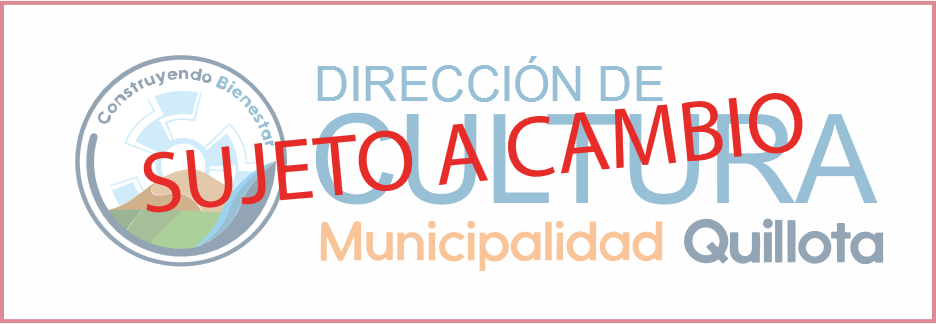 Construyendo Bienestar
DIRECCIÓN DE
CULTURA
SUJETO A CAMBIO
Municipalidad Quillota